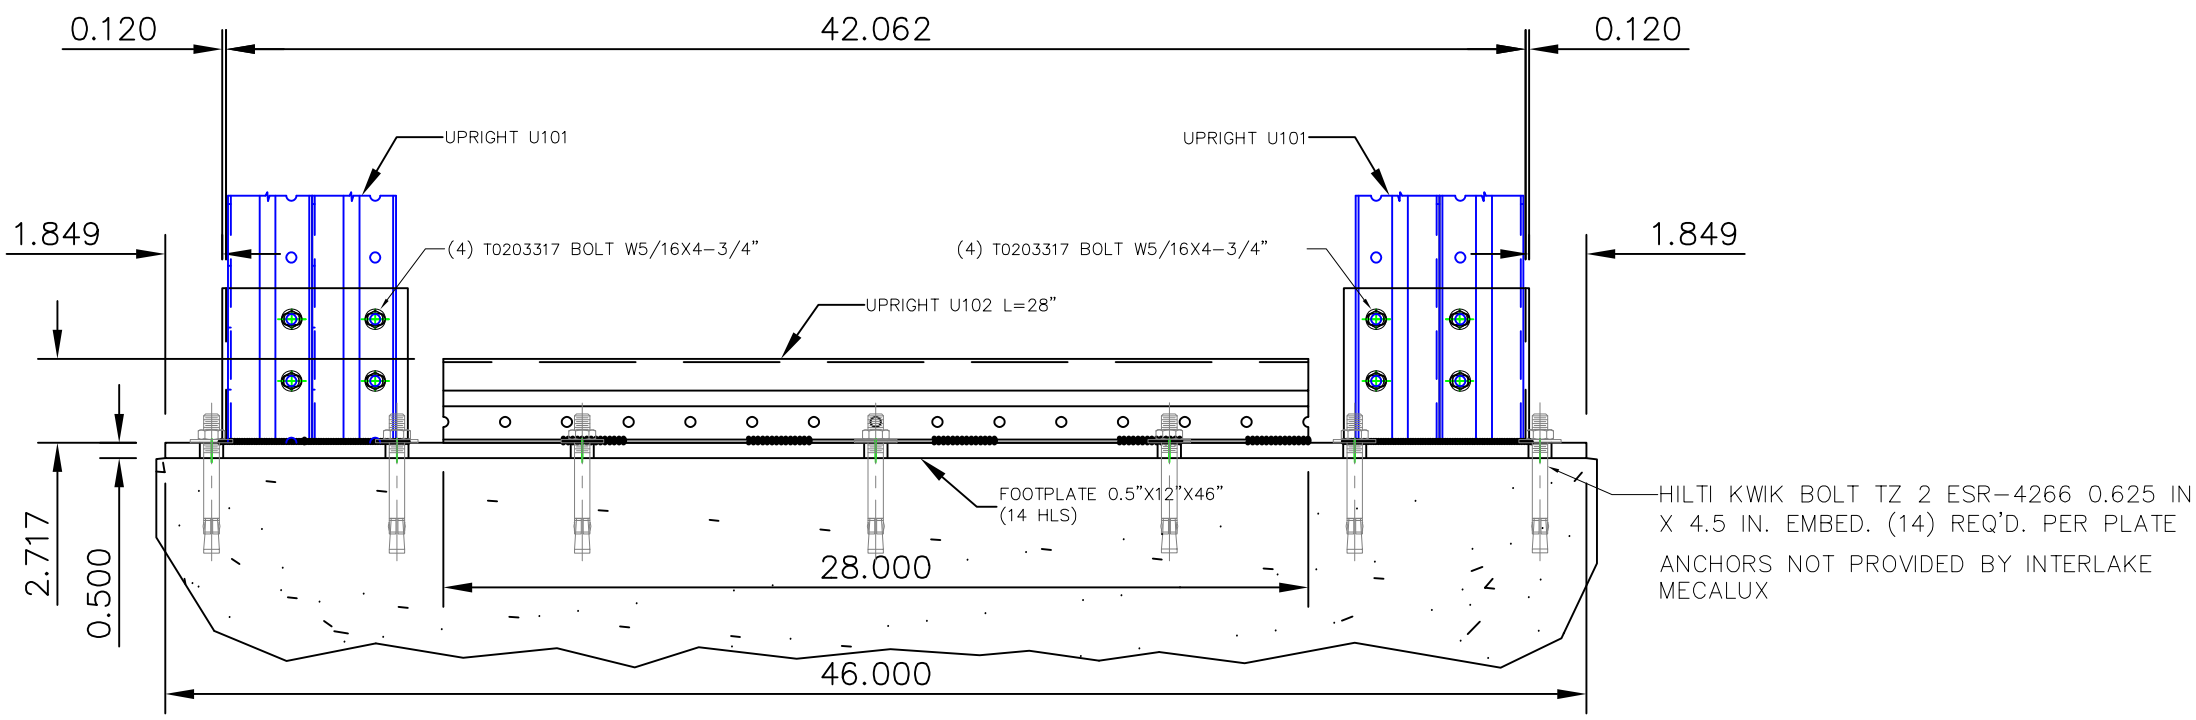 0.120
42.062
0.120
UPRIGHT U101
UPRIGHT U101
1.849
(4) T0203317 BOLT W5/16X4-3/4"
(4) T0203317 BOLT W5/16X4-3/4"
1.849
UPRIGHT U102 L=28"
FOOTPLATE 0.5"X12"X46"
(14 HLS)
HILTI KWIK BOLT TZ 2 ESR-4266 0.625 IN
X 4.5 IN. EMBED. (14) REQ'D. PER PLATE
ANCHORS NOT PROVIDED BY INTERLAKE
MECALUX
2.717
0.500
28.000
46.000